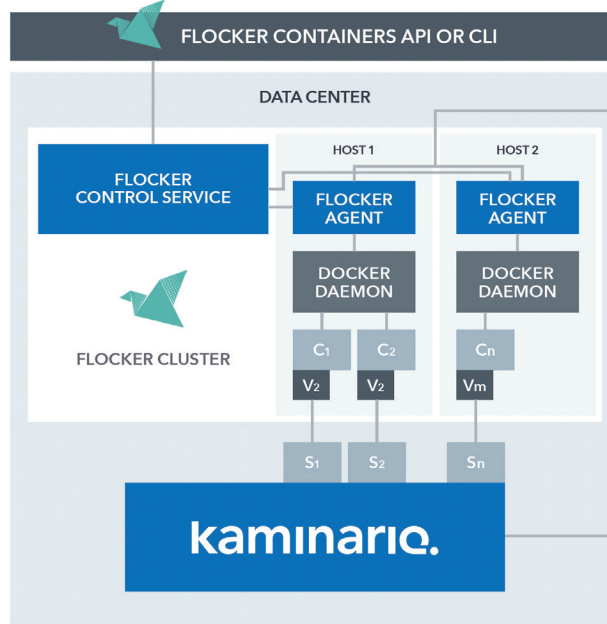 FLOCKER CONTAINERS API OR CLI
DATA CENTER
HOST 1
HOST 2
FLOCKER
CONTROL SERVICE
FLOCKER
AGENT
FLOCKER
AGENT
DOCKER
DAEMON
DOCKER
DAEMON
FLOCKER CLUSTER
C1
C2
Cn
V2
V2
Vm
S1
S2
Sn
kaminario.